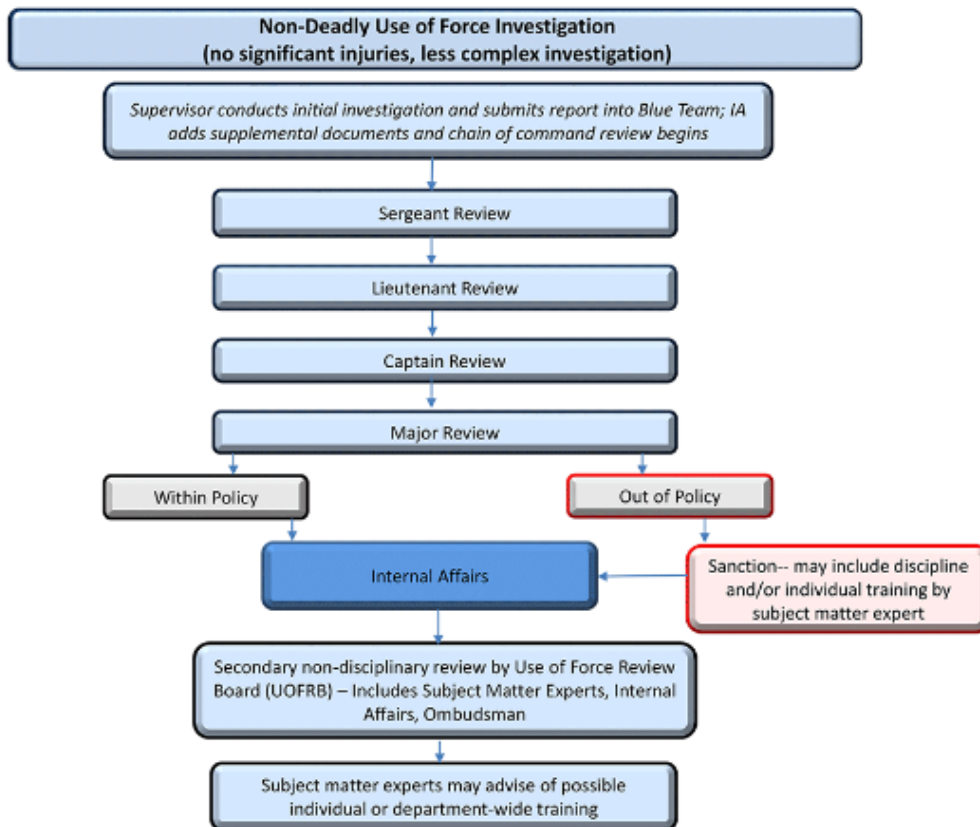 Non-Deadly Use of Force Investigation
(no significant injuries, less complex investigation)
Supervisor conducts initial investigation and submits report into Blue Team; IA
adds supplemental documents and chain of command review begins
Sergeant Review
Lieutenant Review
Captain Review
Major Review
Within Policy
Out of Policy
Internal Affairs
Sanction-- may include discipline
and/or individual training by
subject matter expert
Secondary non-disciplinary review by Use of Force Review
Board (UOFRB) – Includes Subject Matter Experts, Internal
Affairs, Ombudsman
Subject matter experts may advise of possible
individual or department-wide training